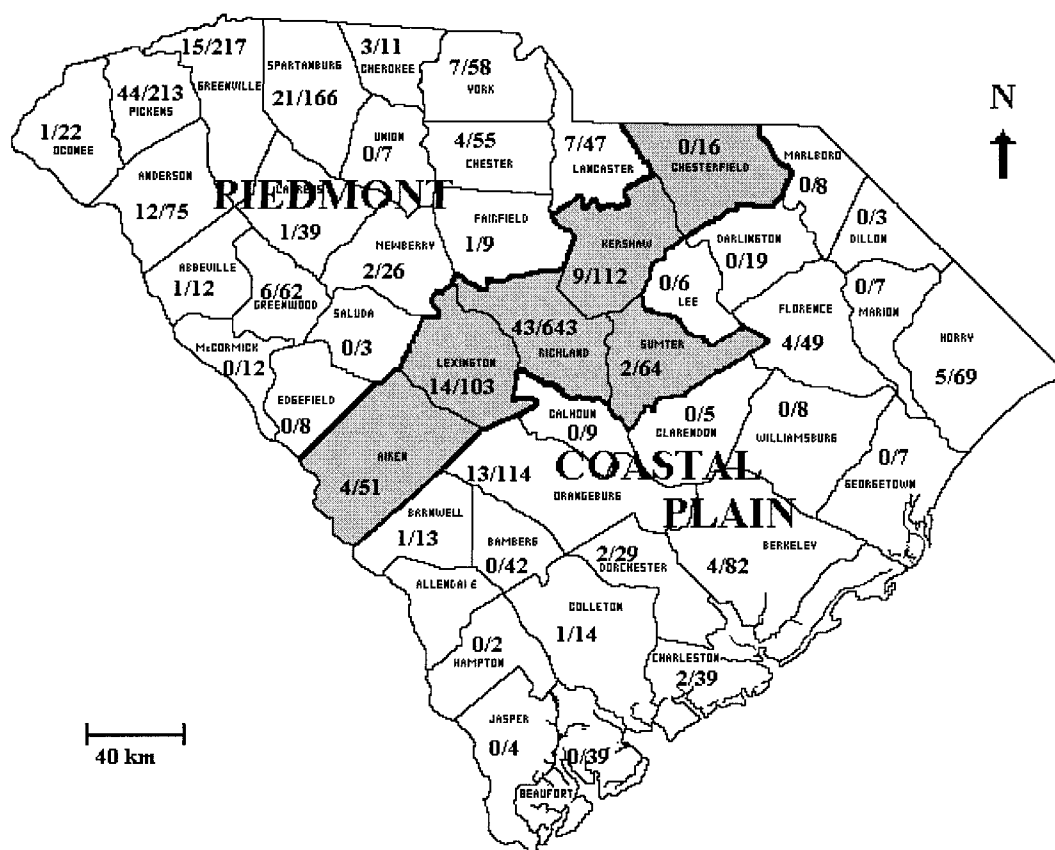 15/217
GREENVILLE
SPARTANBURG
21/166
3/11
CHEROKEE
7/58
YORK
N
44/213
PICKENS
1/22
OCONEE
UNION
0/7
4/55
CHESTER
7/47
LANCASTER
0/16
CHESTERFIELD
MARLBORO
0/8
ANDERSON
12/75
PIEDMONT
1/39
FAIRFIELD
1/9
KERSHAW
9/112
DARLINGTON
0/19
0/3
DILLON
NEWBERRY
2/26
ABBEVILLE
1/12
6/62
GREENWOOD
SALUDA
0/3
0/6
LEE
FLORENCE
4/49
0/7
MARION
HORRY
5/69
McCORMICK
0/12
EDGEFIELD
0/8
LEXINGTON
14/103
43/643
RICHLAND
SUMTER
2/64
AIKEN
4/51
CALHOUN
0/9
0/5
CLARENDON
0/8
WILLIAMSBURG
0/7
GEORGETOWN
13/114
ORANGEBURG
COASTAL
PLAIN
BARNWELL
1/13
BAMBERG
0/42
2/29
DORCHESTER
BERKELEY
4/82
ALLENDALE
COLLETON
1/14
0/2
HAMPTON
CHARLESTON
2/39
JASPER
0/4
0/39
BEAUFORT
40 km